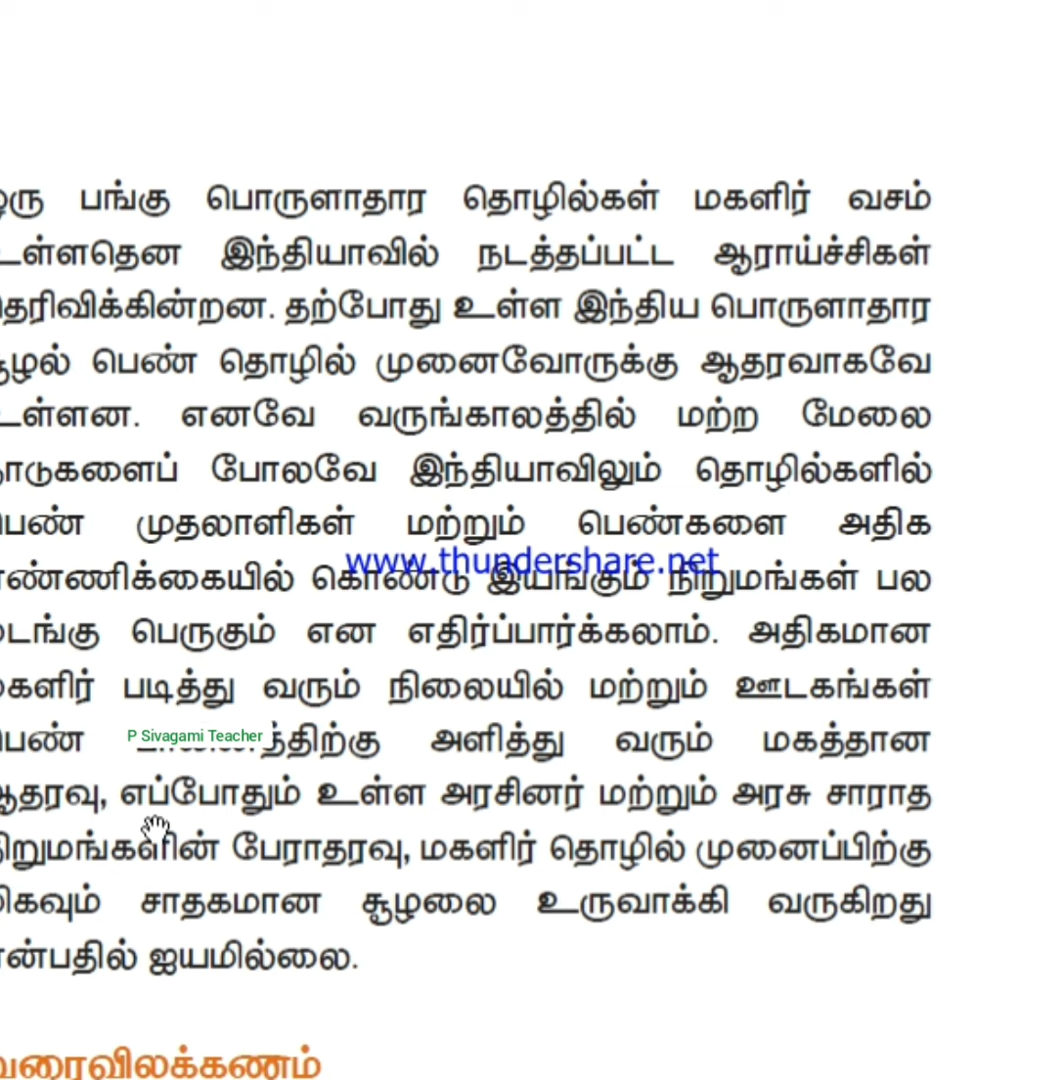 பங்கு பொருளாதார தொழில்கள் மகளிர் வசம்
இந்தியாவில் நடத்தப்பட்ட ஆராய்ச்சிகள்
தற்போது உள்ள இந்திய பொருளாதார
பெண் தொழில் முனைவோருக்கு ஆதரவாகவே
எனவே வருங்காலத்தில் மற்ற மேலை
போலவே இந்தியாவிலும் தொழில்களில்
முதலாளிகள் மற்றும் பெண்களை அதிக
www.thundershare.net
கொண்டு இயங்கும் நிறுமங்கள் பல
பெருகும் என எதிர்ப்பார்க்கலாம். அதிகமான
படித்து வரும் நிலையில் மற்றும் ஊடகங்கள்
P Sivagami Teacher
அளித்து வரும் மகத்தான
எப்போதும் உள்ள அரசினர் மற்றும் அரசு சாராத
பேராதரவு, மகளிர் தொழில் முனைப்பிற்கு
சாதகமான சூழலை உருவாக்கி வருகிறது
ஐயமில்லை.